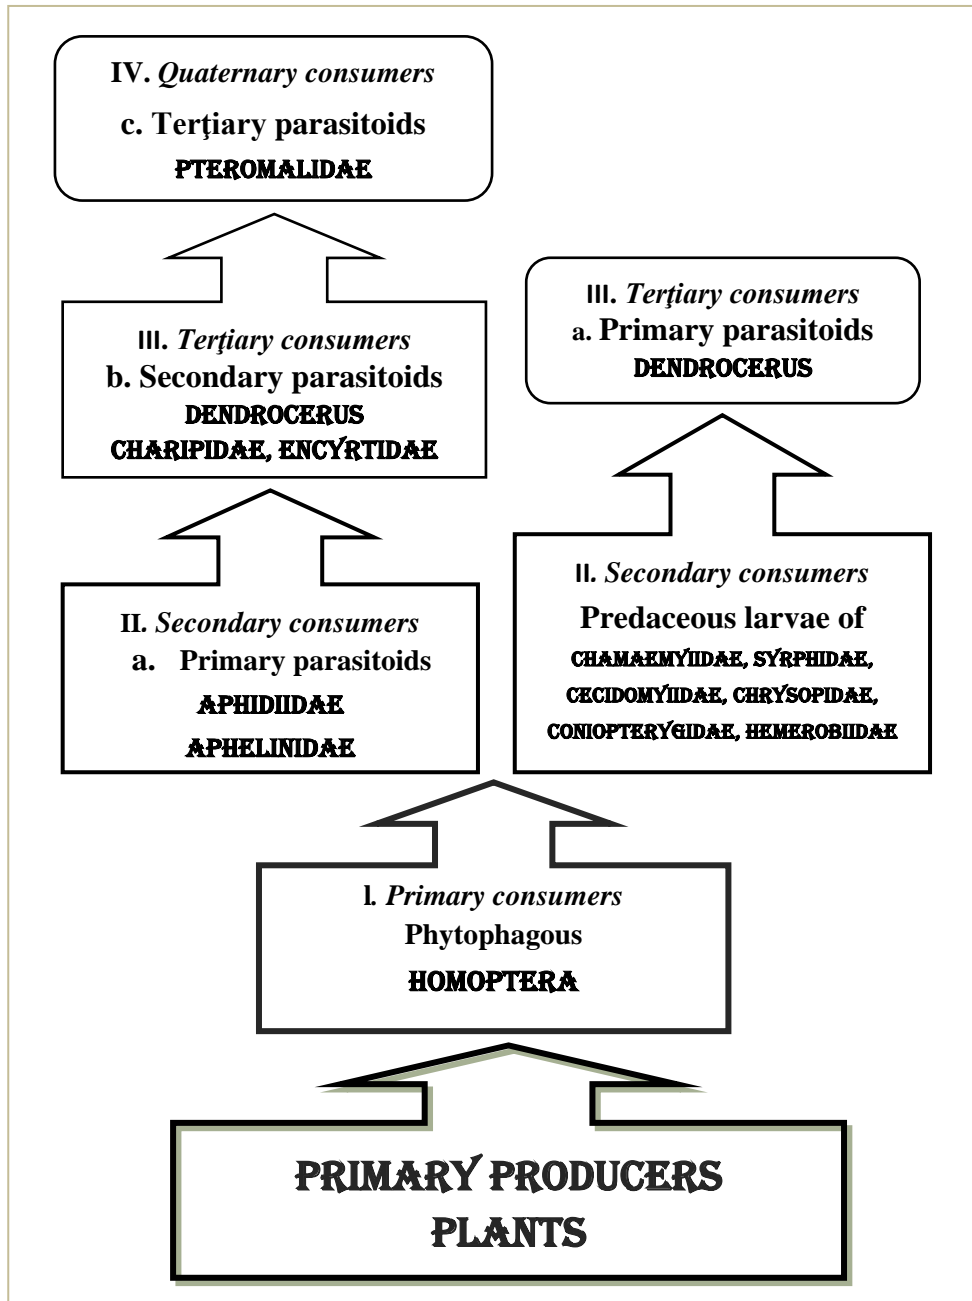 IV. Quaternary consumers
c. Terţiary parasitoids
PTEROMALIDAE
III. Terţiary consumers
b. Secondary parasitoids
DENDROCERUS
CHARIPIDAE, ENCYRTIDAE
III. Terţiary consumers
a. Primary parasitoids
DENDROCERUS
II. Secondary consumers
a. Primary parasitoids
APHIDIIDAE
APHELINIDAE
II. Secondary consumers
Predaceous larvae of
CHAMAEMYIIDAE, SYRPHIDAE,
CECIDOMYIIDAE, CHRYSOPIDAE,
CONIOPTERYGIDAE, HEMEROBIIDAE
I. Primary consumers
Phytophagous
HOMOPTERA
PRIMARY PRODUCERS
PLANTS